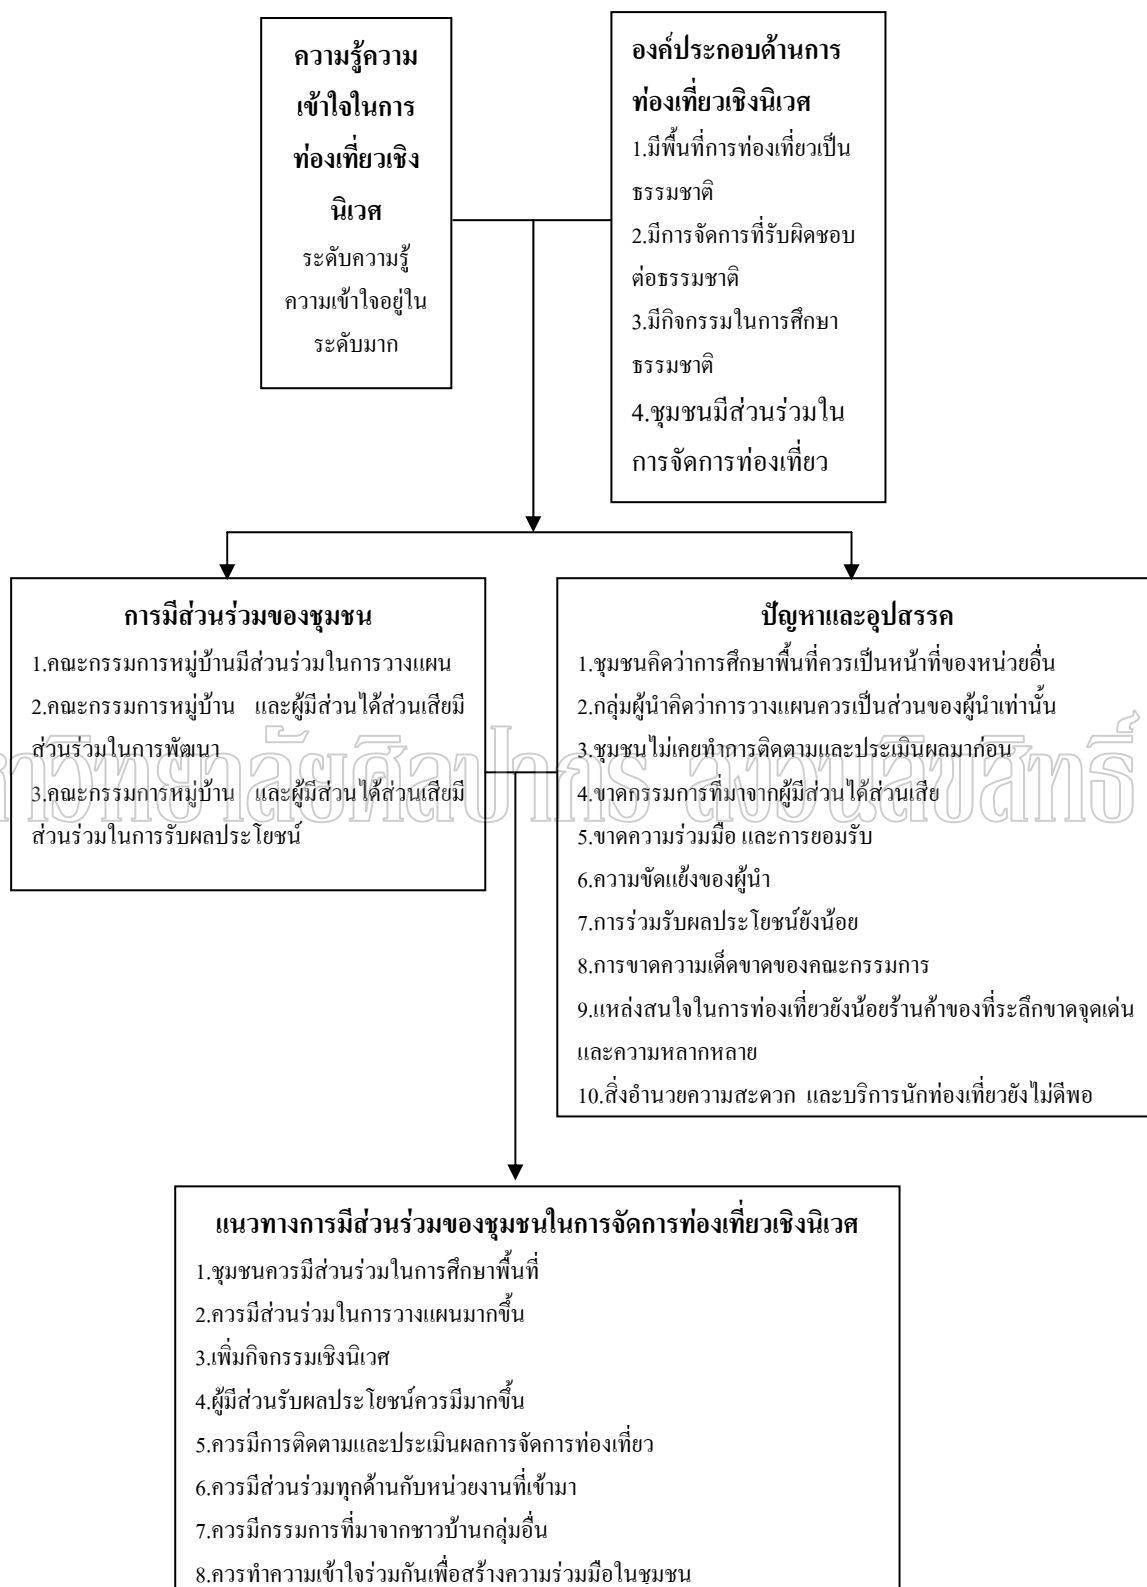 ความรู้ความ
เข้าใจในการ
ท่องเที่ยวเชิง
นิเวศ
ระดับความรู้
ความเข้าใจอยู่ใน
ระดับมาก
องค์ประกอบด้านการ
ท่องเที่ยวเชิงนิเวศ
1.มีพื้นที่การท่องเที่ยวเป็น
ธรรมชาติ
2.มีการจัดการที่รับผิดชอบ
ต่อธรรมชาติ
3.มีกิจกรรมในการศึกษา
ธรรมชาติ
4.ชุมชนมีส่วนร่วมใน
การจัดการท่องเที่ยว
การมีส่วนร่วมของชุมชน
1.คณะกรรมการหมู่บ้านมีส่วนร่วมในการวางแผน
2.คณะกรรมการหมู่บ้าน และผู้มีส่วนได้ส่วนเสียมี
ส่วนร่วมในการพัฒนา
3.คณะกรรมการหมู่บ้าน และผู้มีส่วนได้ส่วนเสียมี
ส่วนร่วมในการรับผลประโยชน์
ปัญหาและอุปสรรค
1.ชุมชนคิดว่าการศึกษาพื้นที่ควรเป็นหน้าที่ของหน่วยอื่น
2.กลุ่มผู้นำคิดว่าการวางแผนควรเป็นส่วนของผู้นำเท่านั้น
3.ชุมชนไม่เคยทำการติดตามและประเมินผลมาก่อน
4.ขาดกรรมการที่มาจากผู้มีส่วนได้ส่วนเสีย
5.ขาดความร่วมมือ และการยอมรับ
6.ความขัดแย้งของผู้นำ
7.การร่วมรับผลประโยชน์ยังน้อย
8.การขาดความเด็ดขาดของคณะกรรมการ
9.แหล่งสนใจในการท่องเที่ยวยังน้อยร้านค้าของที่ระลึกขาดจุดเด่น
และความหลากหลาย
10.สิ่งอำนวยความสะดวก และบริการนักท่องเที่ยวยังไม่ดีพอ
หาวิทยาลัยศิลปากร สงวนลิขสิทธิ์
แนวทางการมีส่วนร่วมของชุมชนในการจัดการท่องเที่ยวเชิงนิเวศ
1.ชุมชนควรมีส่วนร่วมในการศึกษาพื้นที่
2.ควรมีส่วนร่วมในการวางแผนมากขึ้น
3.เพิ่มกิจกรรมเชิงนิเวศ
4.ผู้มีส่วนรับผลประโยชน์ควรมีมากขึ้น
5.ควรมีการติดตามและประเมินผลการจัดการท่องเที่ยว
6.ควรมีส่วนร่วมทุกด้านกับหน่วยงานที่เข้ามา
7.ควรมีกรรมการที่มาจากชาวบ้านกลุ่มอื่น
8.ควรทำความเข้าใจร่วมกันเพื่อสร้างความร่วมมือในชุมชน